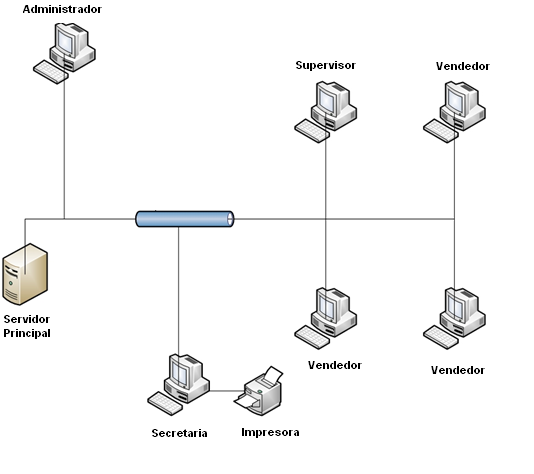 Administrador
Supervisor
Vendedor
Servidor
Principal
Vendedor
Vendedor
Secretaria
Impresora